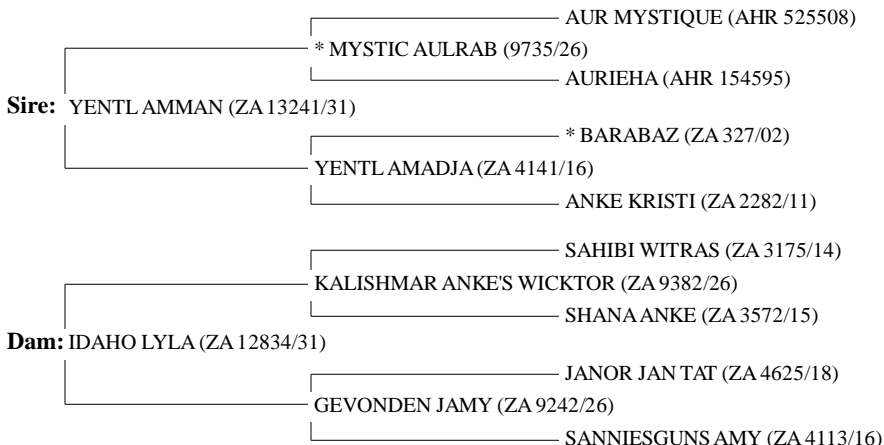 AUR MYSTIQUE (AHR 525508)
* MYSTIC AULRAB (9735/26)
AURIEHA (AHR 154595)
Sire: YENTL AMMAN (ZA 13241/31)
* BARABAZ (ZA 327/02)
YENTL AMADJA (ZA 4141/16)
ANKE KRISTI (ZA 2282/11)
SAHIBI WITRAS (ZA 3175/14)
KALISHMAR ANKE'S WICKTOR (ZA 9382/26)
SHANA ANKE (ZA 3572/15)
Dam: IDAHO LYLA (ZA 12834/31)
JANOR JAN TAT (ZA 4625/18)
GEVONDEN JAMY (ZA 9242/26)
SANNIESGUNS AMY (ZA 4113/16)